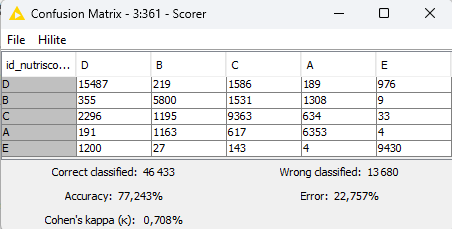 Confusion Matrix - 3:361 - Scorer
File Hilite
id_nutrisco... D B C A E
D 15487 219 1586 189 976
B 355 5800 1531 1308 9
C 2296 1195 9363 634 33
A 191 1163 617 6353 4
E 1200 27 143 4 9430
Correct classified: 46 433 Wrong classified: 13 680
Accuracy: 77,243% Error: 22,757%
Cohen's kappa (κ): 0,708%